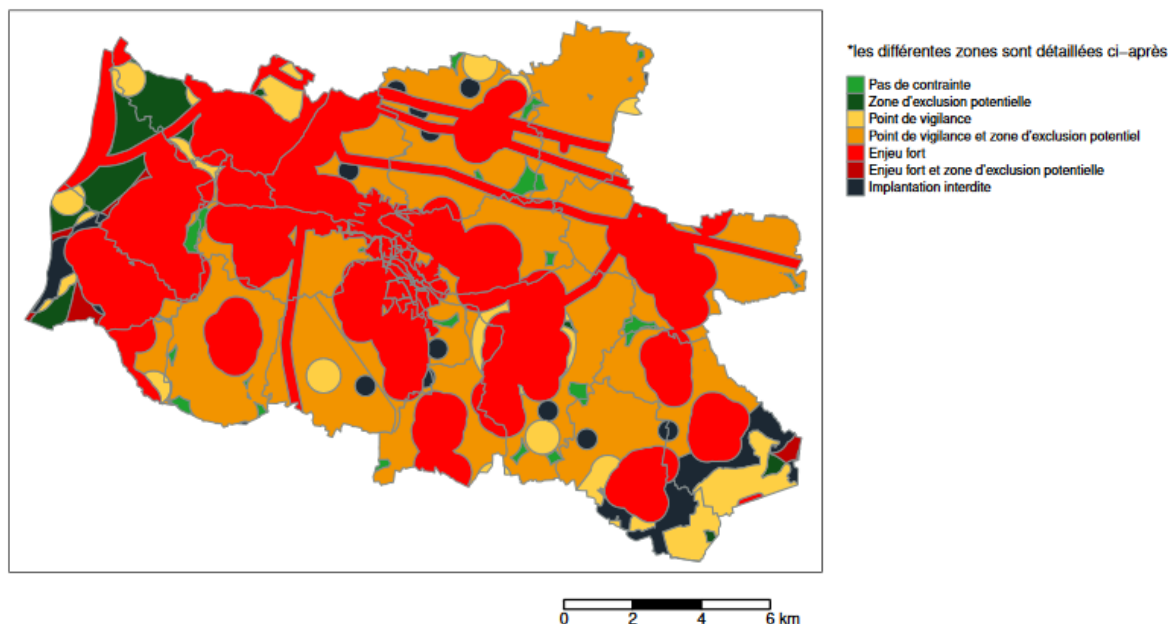 *les différentes zones sont détaillées ci–après
Pas de contrainte
Zone d'exclusion potentielle
Point de vigilance
Point de vigilance et zone d'exclusion potentiel
Enjeu fort
Enjeu fort et zone d'exclusion potentielle
Implantation interdite
0 2 4 6 km